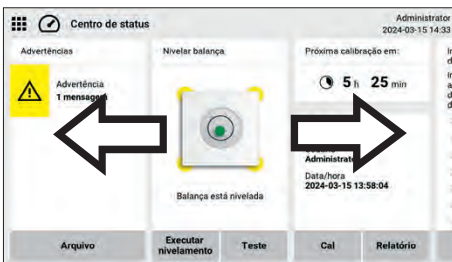 Centro de status
Administrator
2024-03-15 14:33
Advertências
Advertência
1 mensagem
Arquivo
Nivelar balança
Balança está nivelada
Executar
nivelamento
Teste
Próxima calibração em:
5 h 25 min
Data/hora
2024-03-15 13:58:04
Cal
Relatório